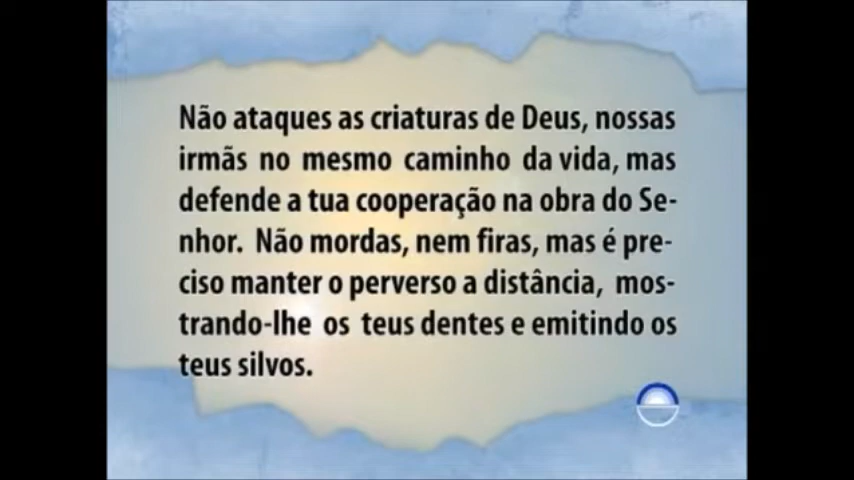 Não ataques as criaturas de Deus, nossas
irmãs no mesmo caminho da vida, mas
defende a tua cooperação na obra do Se-
nhor. Não mordas, nem firas, mas é pre-
ciso manter o perverso a distância, mos-
trando-lhe os teus dentes e emitindo os
teus silvos.